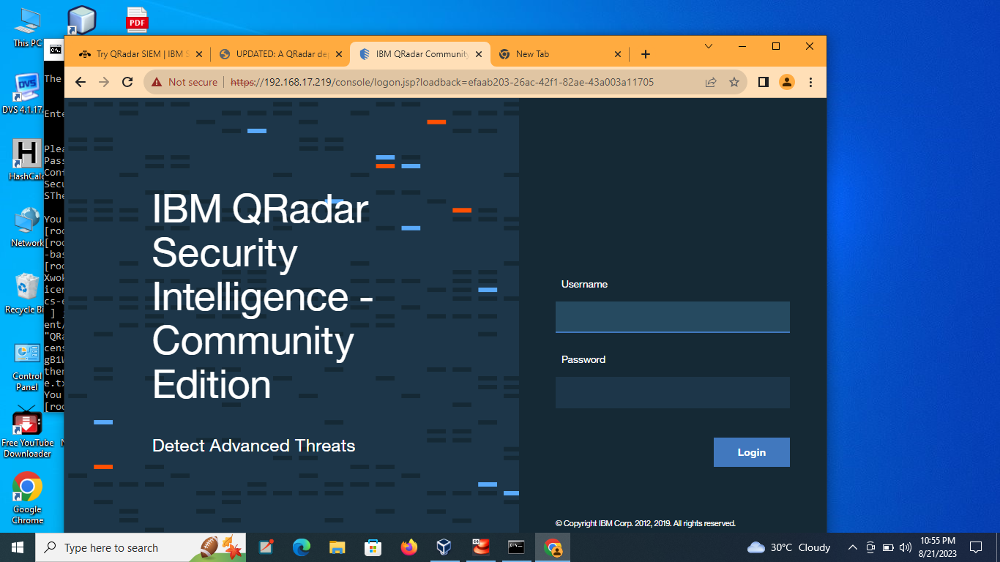 This PC
PDF
The
Ente
Plea
Pass
Conf
Secu
SThe
You
[roo
[roo
-bas
[roo
Xwok
icen
cs-e
ent/
"QRa
cens
gB1W
ther
e.tx
You
[roo
DVS
DVS 4.1.17.
H
HashCalc
Network
Recycle Bi
Control
Panel
Free YouTube
Downloader
Google
Chrome
Try QRadar SIEM | IBM S
UPDATED: A QRadar dep
IBM QRadar Community
New Tab
Not secure
https://192.168.17.219/console/logon.jsp?loadback=efaab203-26ac-42f1-82ae-43a003a11705
IBM QRadar
Security
Intelligence -
Community
Edition
Detect Advanced Threats
Username
Password
Login
© Copyright IBM Corp. 2012, 2019. All rights reserved.
Type here to search
64
30°C Cloudy
10:55 PM
8/21/2023